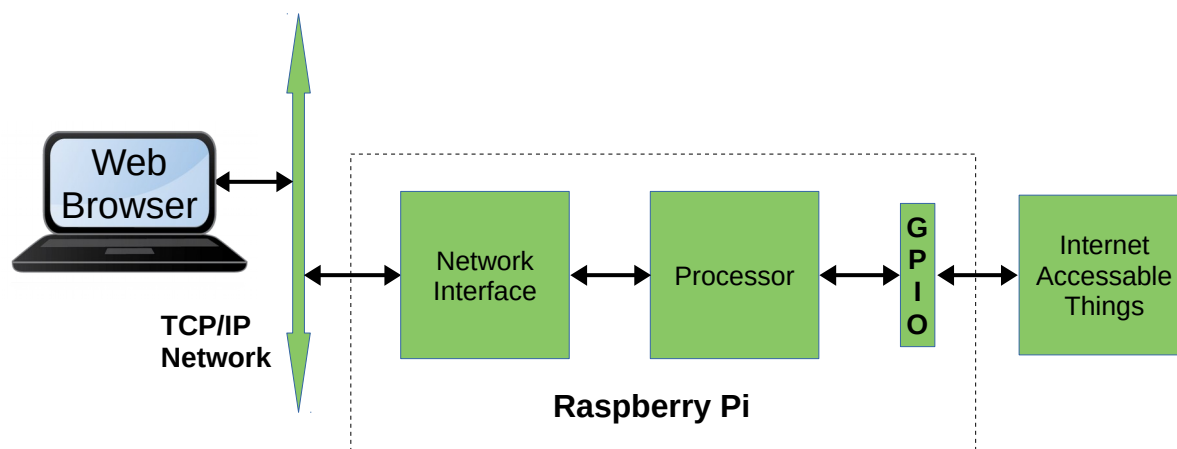 Web
Browser
TCP/IP
Network
Network
Interface
Processor
G
P
I
O
Internet
Accessable
Things
Raspberry Pi